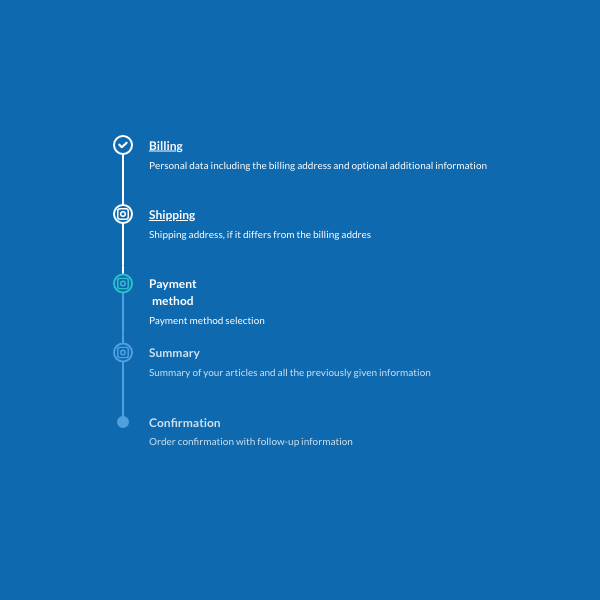 Billing
Personal data including the billing address and optional additional information
Shipping
Shipping address, if it differs from the billing addres
Payment
method
Payment method selection
Summary
Summary of your articles and all the previously given information
Confirmation
Order confirmation with follow-up information